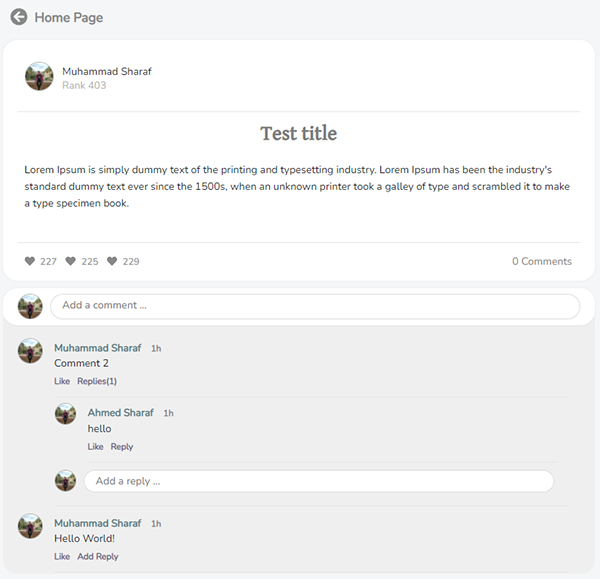 Home Page
Muhammad Sharaf
Rank 403
Test title
Lorem Ipsum is simply dummy text of the printing and typesetting industry. Lorem Ipsum has been the industry's
standard dummy text ever since the 1500s, when an unknown printer took a galley of type and scrambled it to make
a type specimen book.
227 225 229 0 Comments
Add a comment ...
Muhammad Sharaf 1h
Comment 2
Like Replies(1)
Ahmed Sharaf 1h
hello
Like Reply
Add a reply ...
Muhammad Sharaf 1h
Hello World!
Like Add Reply